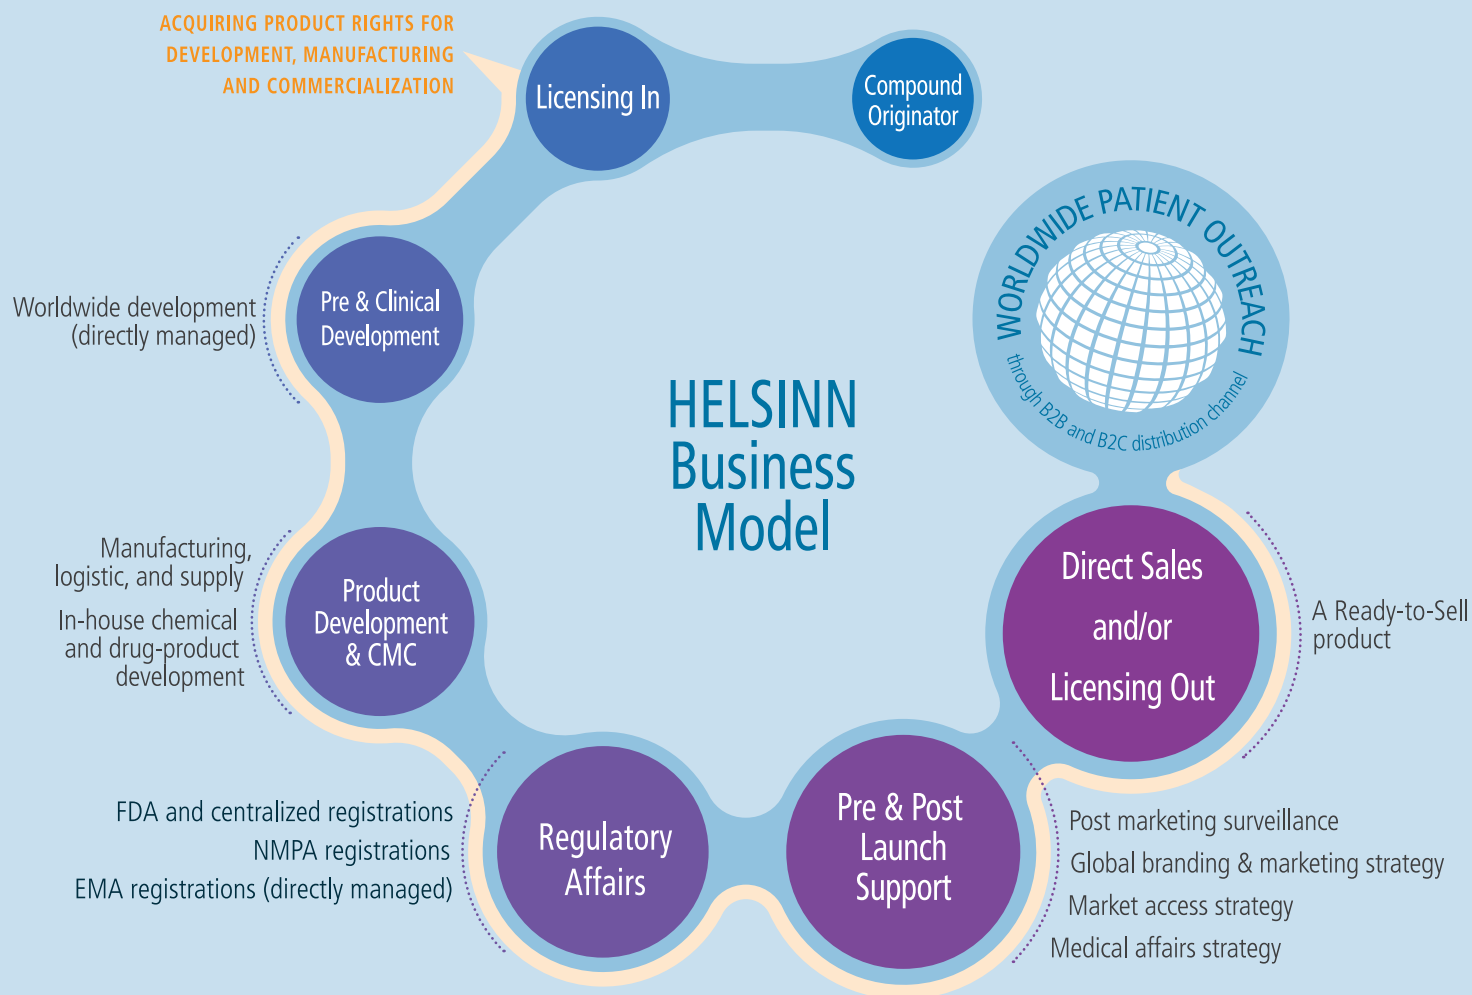 ACQUIRING PRODUCT RIGHTS FOR
DEVELOPMENT, MANUFACTURING
AND COMMERCIALIZATION
Licensing In
Compound
Originator
WORLDWIDE PATIENT OUTREACH
through B2B and B2C distribution channel
Pre & Clinical
Development
Worldwide development
(directly managed)
HELSINN
Business
Model
Manufacturing,
logistic, and supply
In-house chemical
and drug-product
development
Product
Development
& CMC
Direct Sales
and/or
Licensing Out
A Ready-to-Sell
product
FDA and centralized registrations
NMPA registrations
EMA registrations (directly managed)
Regulatory
Affairs
Pre & Post
Launch
Support
Post marketing surveillance
Global branding & marketing strategy
Market access strategy
Medical affairs strategy